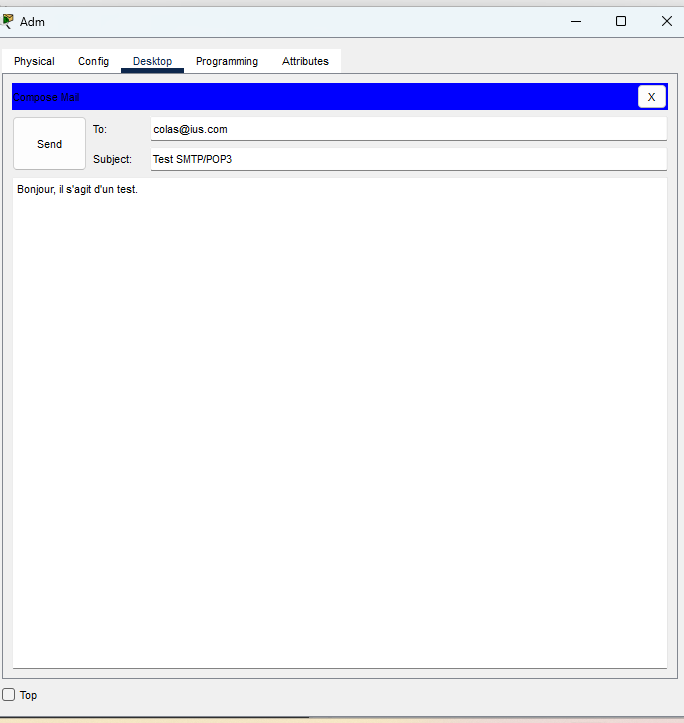 Adm
Physical Config Desktop Programming Attributes
Compose Mail X
Send
To: colas@ius.com
Subject: Test SMTP/POP3
Bonjour, il s'agit d'un test.
Top